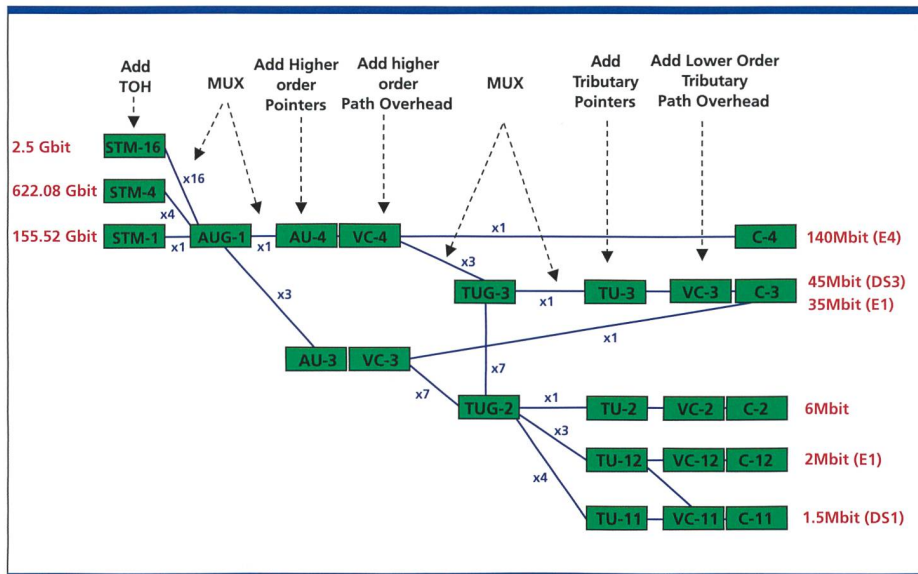 Add
TOH
MUX
Add Higher
order
Pointers
Add higher
order
Path Overhead
MUX
Add
Tributary
Pointers
Add Lower Order
Tributary
Path Overhead
2.5 Gbit
STM-16
x16
622.08 Gbit
STM-4
x4
155.52 Gbit
STM-1
x1
AUG-1
x1
AU-4
VC-4
x1
C-4
140Mbit (E4)
x3
TUG-3
x1
TU-3
VC-3
C-3
45Mbit (DS3)
35Mbit (E1)
x3
AU-3
VC-3
x1
x7
x7
TUG-2
x1
TU-2
VC-2
C-2
6Mbit
x3
TU-12
VC-12
C-12
2Mbit (E1)
x4
TU-11
VC-11
C-11
1.5Mbit (DS1)